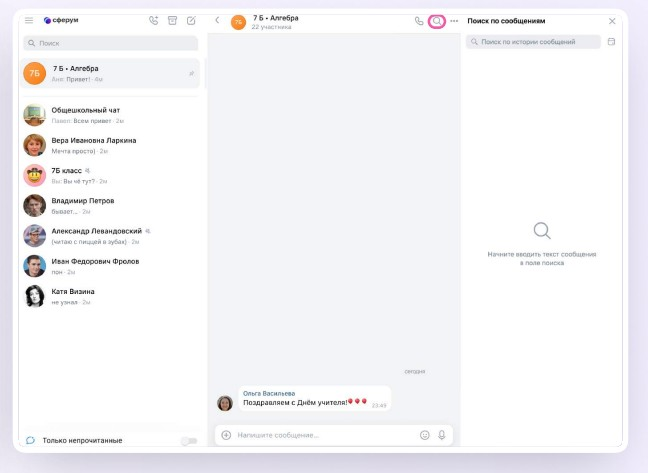 сферум
Поиск
7Б
7 Б • Алгебра
Аня: Привет! · 4м
Общешкольный чат
Павел: Всем привет · 2м
Вера Ивановна Ларкина
Мечта просто) · 2м
7Б класс
Вы: Вы чё тут? · 2м
Владимир Петров
Бывает... · 2м
Александр Левандовский
(читаю с пиццей в зубах) · 2м
Иван Федорович Фролов
пон · 2м
Катя Визина
не узнал · 2м
Только непрочитанные
7Б
7 Б • Алгебра
22 участника
сегодня
Ольга Васильева
Поздравляем с Днём учителя!🎈🎈🎈
Напишите сообщение...
Поиск по сообщениям
Поиск по истории сообщений
Начните вводить текст сообщения
в поле поиска